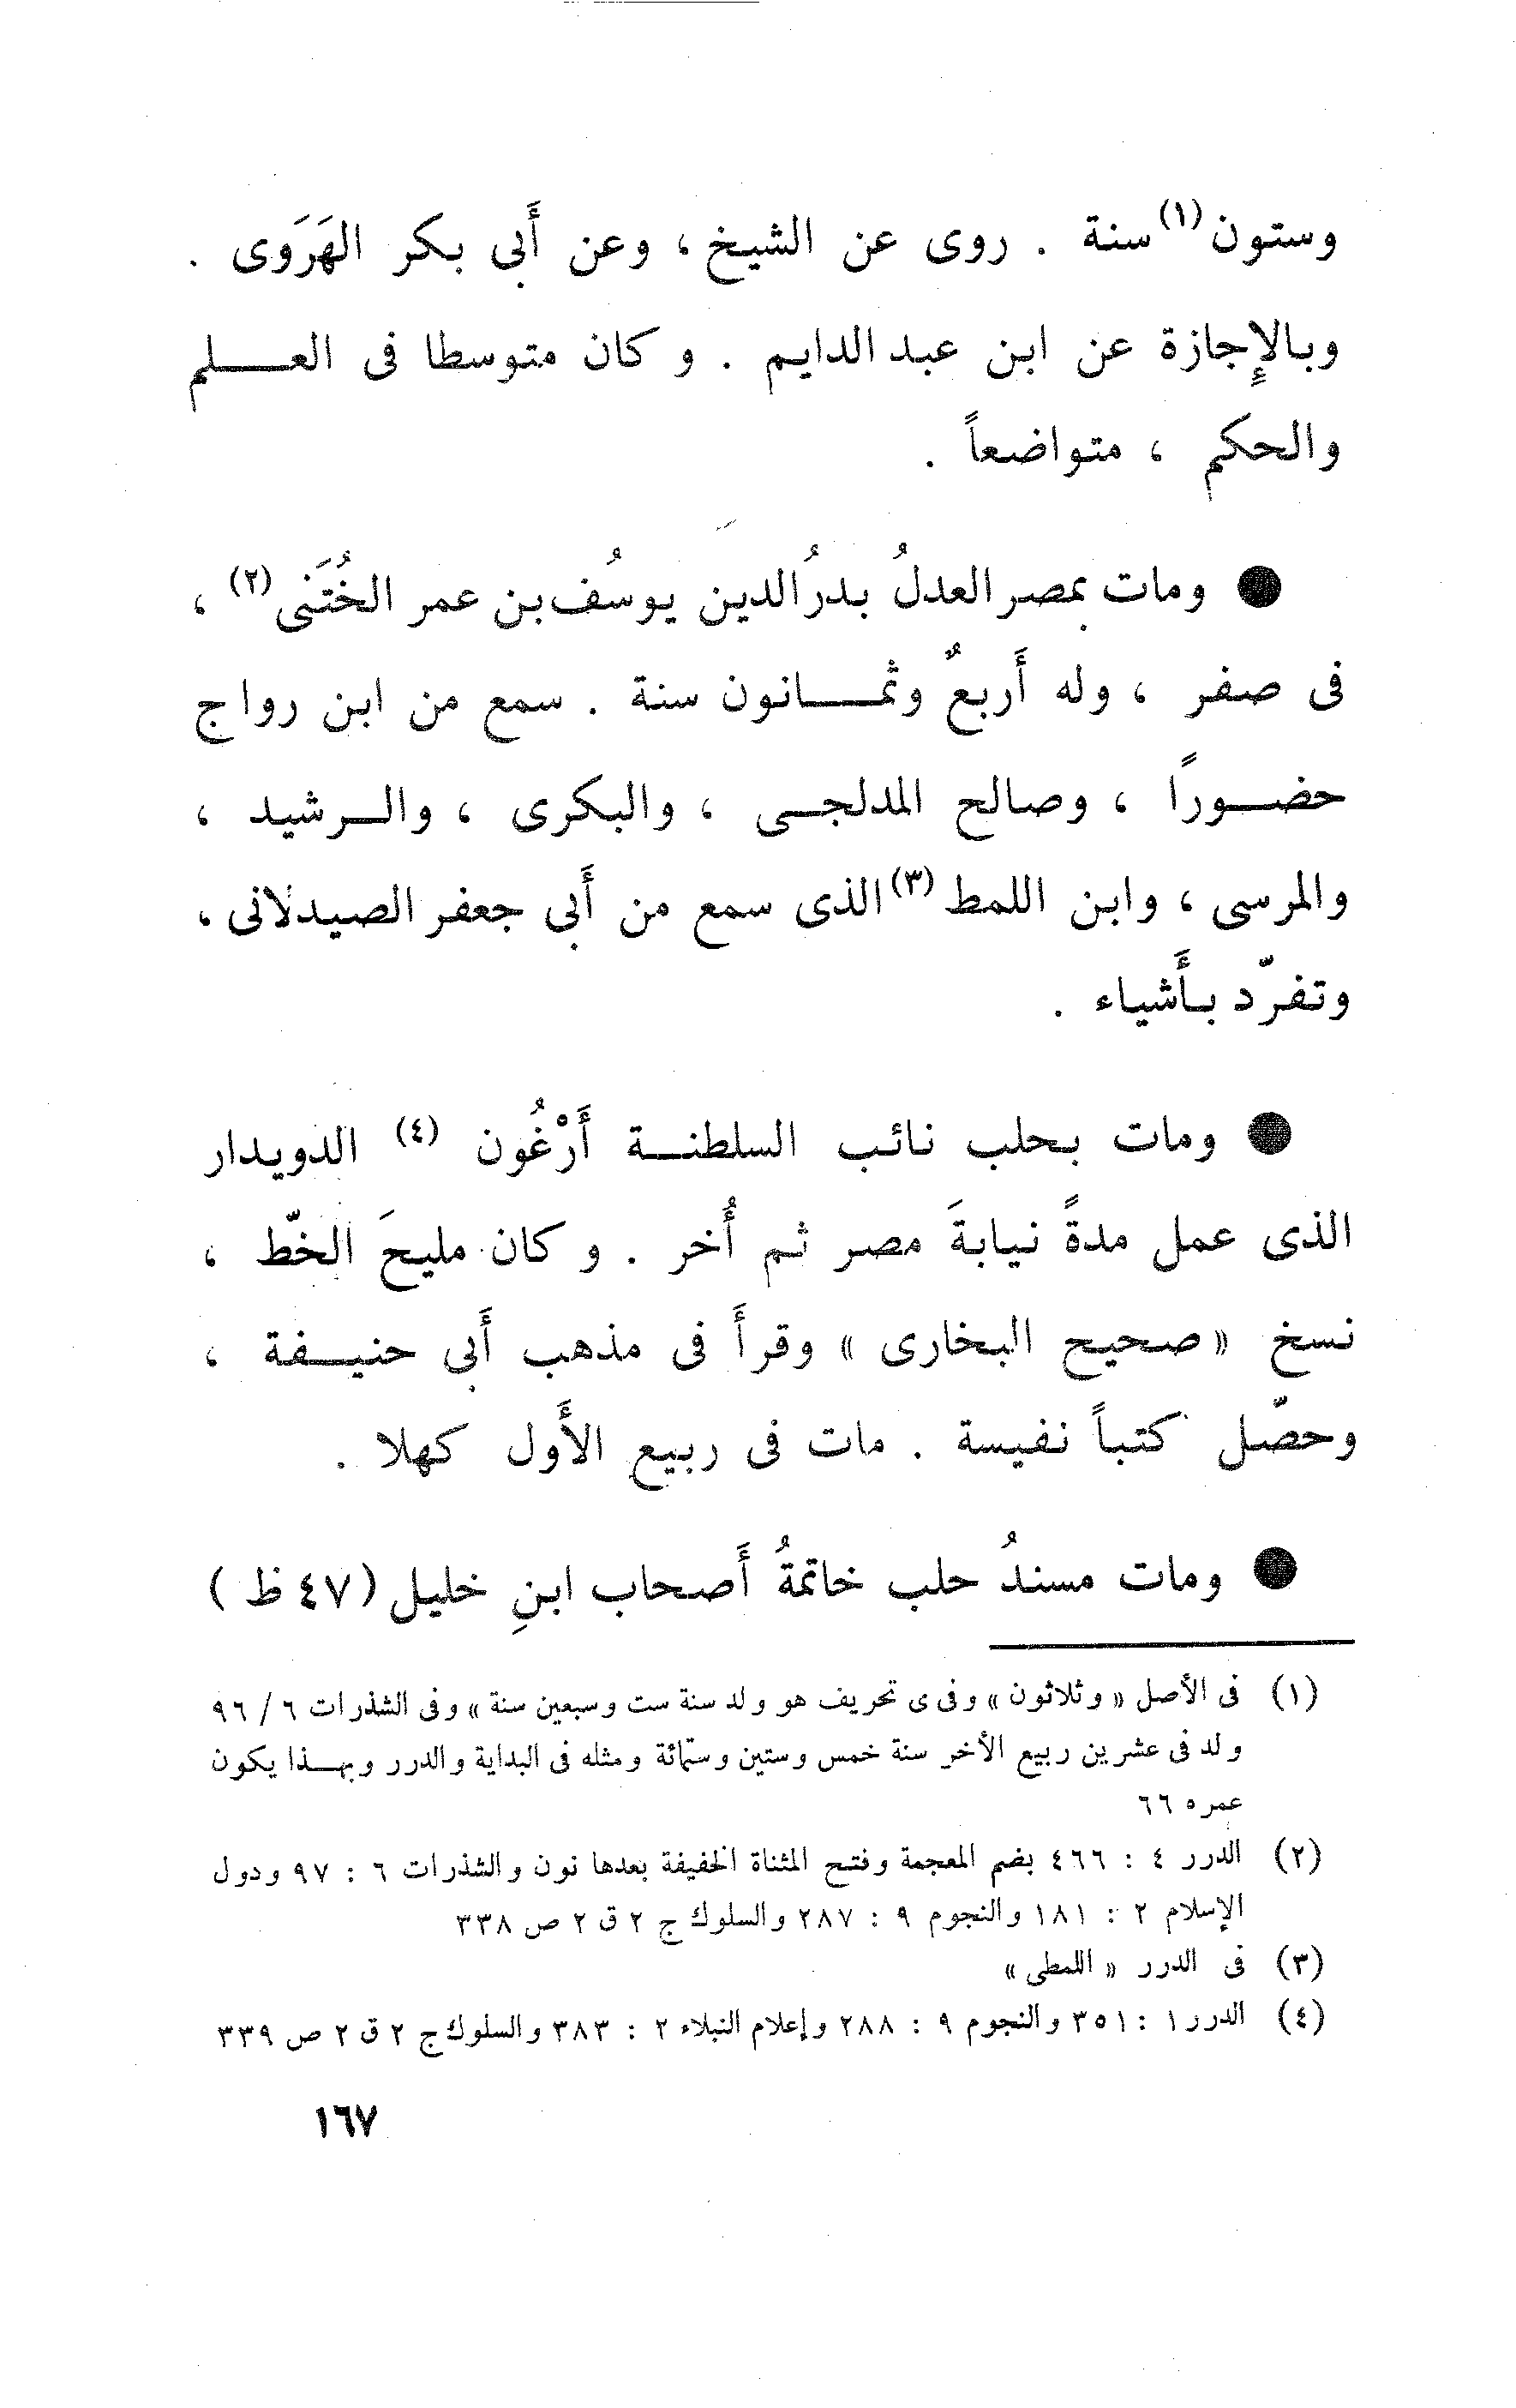 وستون(١) سنة . روى عن الشيخ ، وعن أَبى بكر الهَرَوى .
وبالإِجازة عن ابن عبد الدايم . وكان متوسطا فى العلم
والحكم ، متواضعاً .
● ومات بمصر العدلُ بدرُ الدين يوسُف بن عمر الخُتَنى(٢) ،
فى صفر ، وله أَربعٌ وثمانون سنة . سمع من ابن رواج
حضورًا ، وصالح المدلجى ، والبكرى ، والرشيد ،
والمرسى ، وابن اللمط(٣) الذى سمع من أَبى جعفر الصيدلانى ،
وتفرّد بأَشياء .
● ومات بحلب نائب السلطنة أَرْغُون (٤) الدويدار
الذى عمل مدةً نيابةَ مصر ثم أُخر . وكان مليحَ الخطّ ،
نسخ « صحيح البخارى » وقرأَ فى مذهب أَبى حنيفة ،
وحصّل كتباً نفيسة . مات فى ربيع الأَول كهلا .
● ومات مسندُ حلب خاتمةُ أَصحاب ابنِ خليل (٤٧ ظ )
(١) فى الأصل « وثلاثون » وفى ى تحريف هو ولد سنة ست وسبعين سنة » وفى الشذرات ٦ / ٩٦
ولد فى عشرين ربيع الأخر سنة خمس وستين وستمائة ومثله فى البداية والدرر وبهذا يكون
عمره ٦٦
(٢) الدرر ٤ : ٤٦٦ بضم المعجمة وفتح المثناة الخفيفة بعدها نون والشذرات ٦ : ٩٧ ودول
الإسلام ٢ : ١٨١ والنجوم ٩ : ٢٨٧ والسلوك ج ٢ ق ٢ ص ٣٣٨
(٣) فى الدرر « اللمطى »
(٤) الدرر ١ : ٣٥١ والنجوم ٩ : ٢٨٨ وإعلام النبلاء ٢ : ٣٨٣ والسلوك ج ٢ ق ٢ ص ٣٣٩
١٦٧